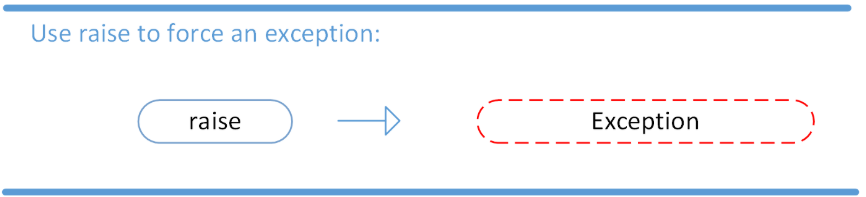 Use raise to force an exception:
raise
Exception